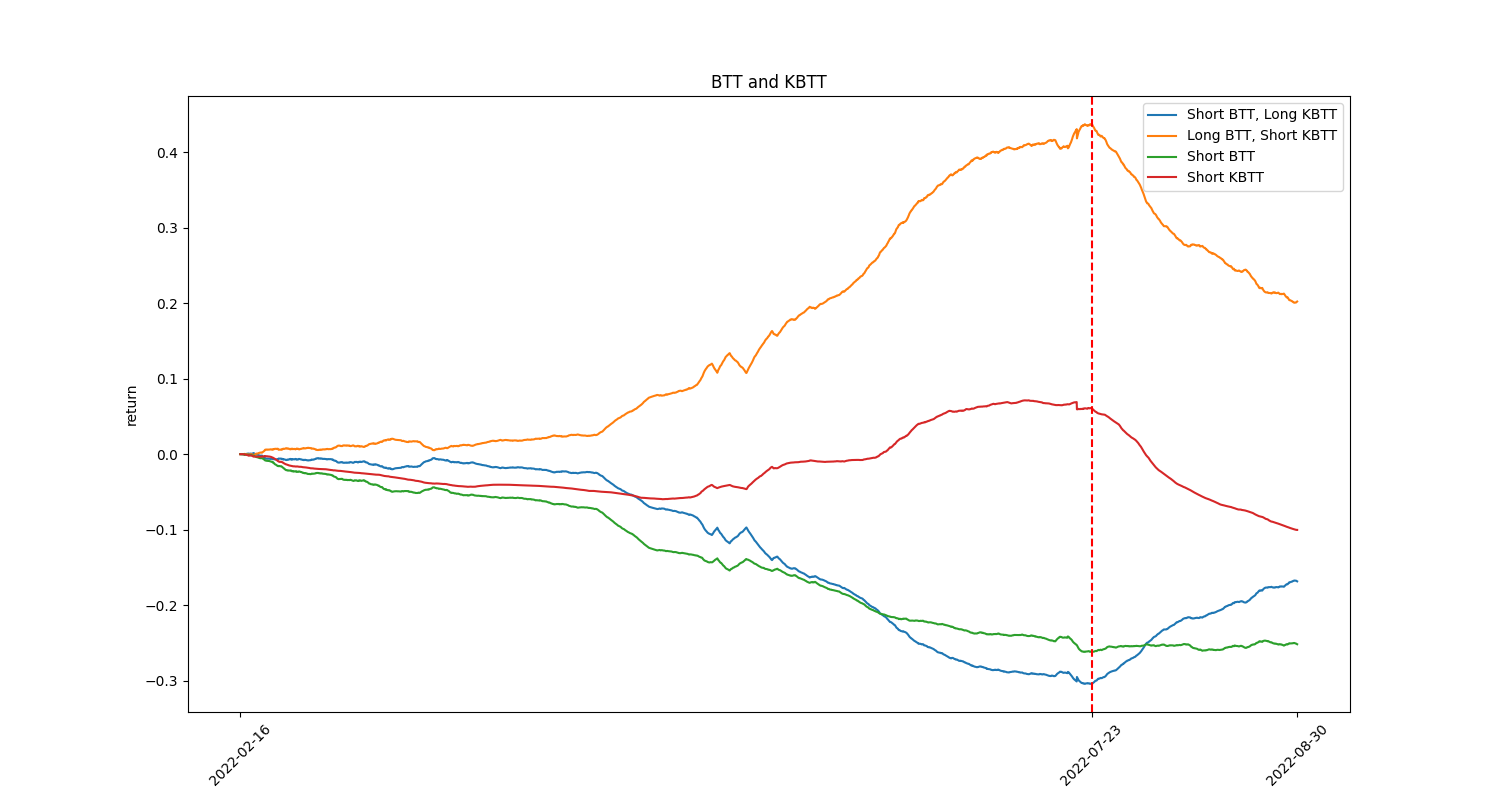 BTT and KBTT
Short BTT, Long KBTT
Long BTT, Short KBTT
Short BTT
Short KBTT
return
0.4
0.3
0.2
0.1
0.0
−0.1
−0.2
−0.3
2022-02-16
2022-07-23
2022-08-30